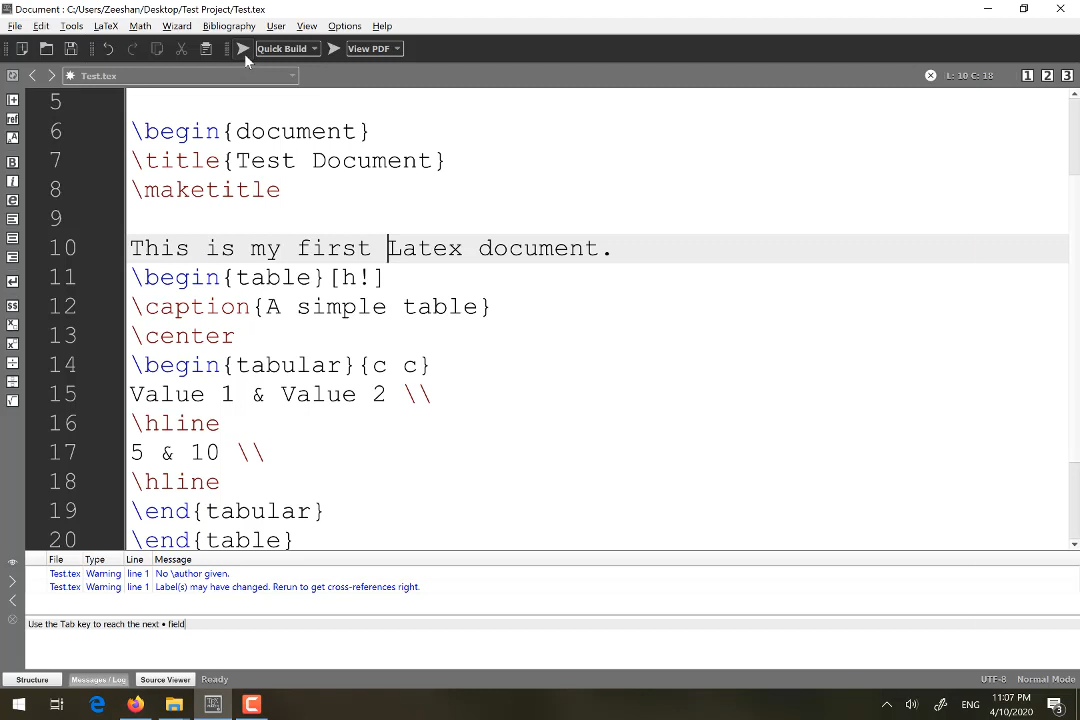 Document : C:/Users/Zeeshan/Desktop/Test Project/Test.tex
File Edit Tools LaTeX Math Wizard Bibliography User View Options Help
Quick Build View PDF
Test.tex L: 10 C: 18 1 2 3
5
6 \begin{document}
7 \title{Test Document}
8 \maketitle
9
10 This is my first Latex document.
11 \begin{table}[h!]
12 \caption{A simple table}
13 \center
14 \begin{tabular}{c c}
15 Value 1 & Value 2 \\
16 \hline
17 5 & 10 \\
18 \hline
19 \end{tabular}
20 \end{table}
ref
B
i
e
$$
File Type Line Message
Test.tex Warning line 1 No \author given.
Test.tex Warning line 1 Label(s) may have changed. Rerun to get cross-references right.
Use the Tab key to reach the next • field
Structure Messages / Log Source Viewer Ready UTF-8 Normal Mode
ENG 11:07 PM
4/10/2020
3